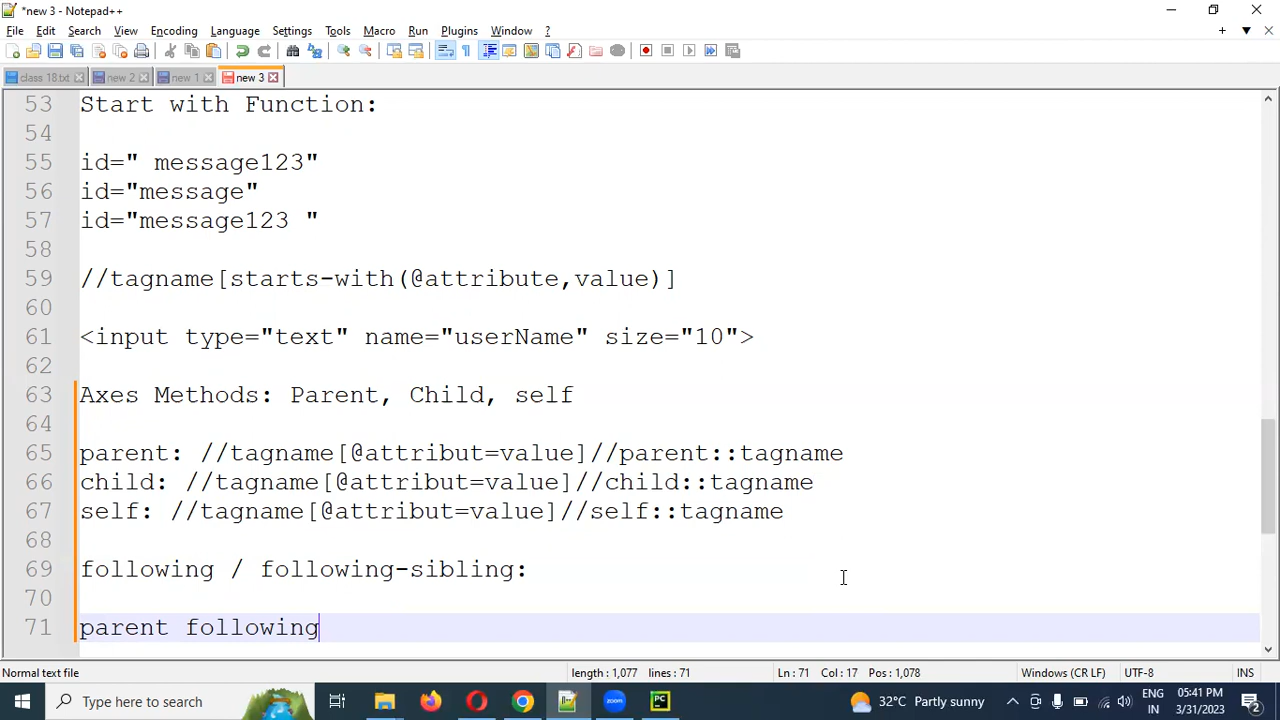 *new 3 - Notepad++
File Edit Search View Encoding Language Settings Tools Macro Run Plugins Window ?
class 18.txt new 2 new 1 new 3
53 Start with Function:
54
55 id=" message123"
56 id="message"
57 id="message123 "
58
59 //tagname[starts-with(@attribute,value)]
60
61 <input type="text" name="userName" size="10">
62
63 Axes Methods: Parent, Child, self
64
65 parent: //tagname[@attribut=value]//parent::tagname
66 child: //tagname[@attribut=value]//child::tagname
67 self: //tagname[@attribut=value]//self::tagname
68
69 following / following-sibling:
70
71 parent following
Normal text file length : 1,077 lines : 71 Ln : 71 Col : 17 Pos : 1,078 Windows (CR LF) UTF-8 INS
Type here to search PC zoom 32°C Partly sunny ENG 05:41 PM
IN 3/31/2023 2